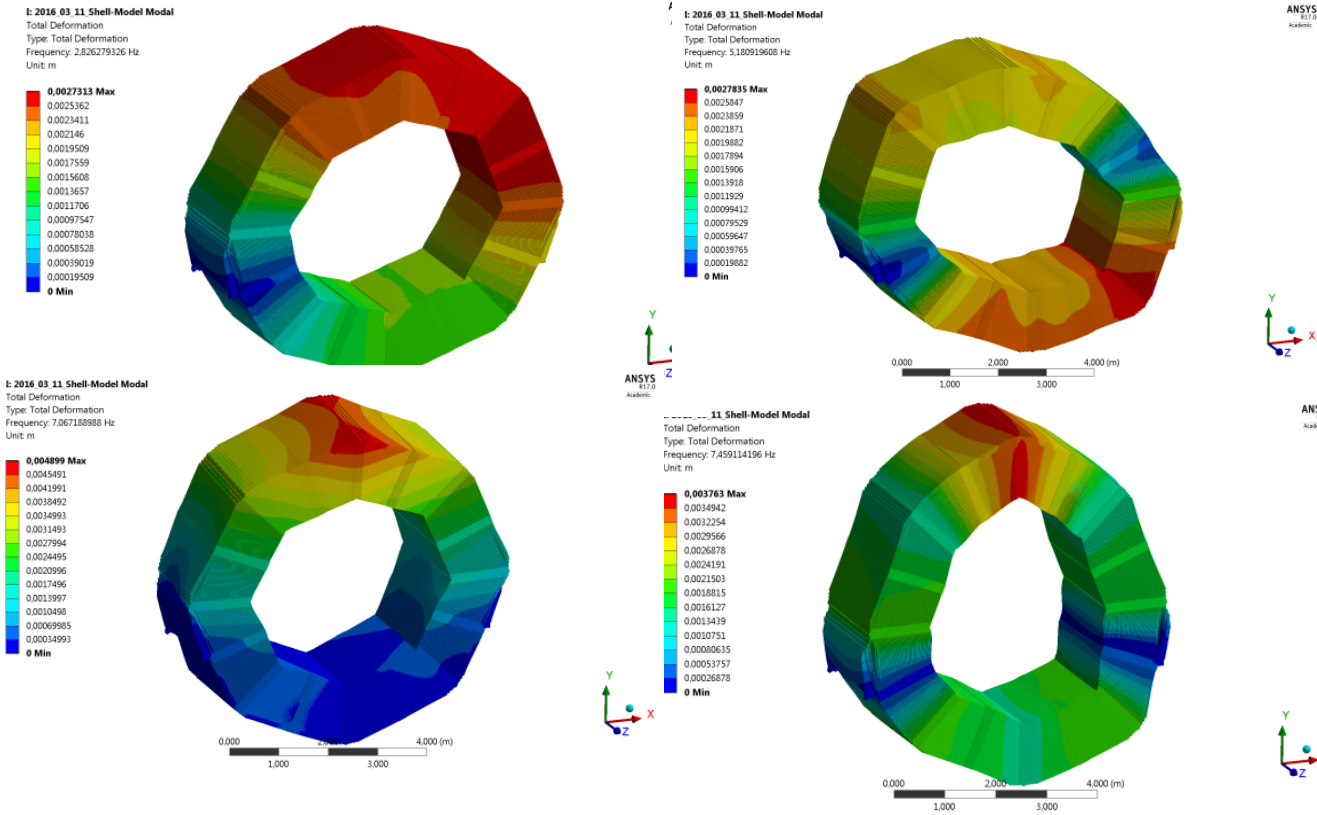 I: 2016_03_11_Shell-Model Modal
Total Deformation
Type: Total Deformation
Frequency: 2,826279326 Hz
Unit: m
0,0027313 Max
0,0025362
0,0023411
0,002146
0,0019509
0,0017559
0,0015608
0,0013657
0,0011706
0,00097547
0,00078038
0,00058528
0,00039019
0,00019509
0 Min
Y
Z
I: 2016_03_11_Shell-Model Modal
Total Deformation
Type: Total Deformation
Frequency: 5,180919608 Hz
Unit: m
ANSYS
R17.0
Academic
0,0027835 Max
0,0025847
0,0023859
0,0021871
0,0019882
0,0017894
0,0015906
0,0013918
0,0011929
0,00099412
0,00079529
0,00059647
0,00039765
0,00019882
0 Min
Y
X
Z
0,000
2,000
4,000 (m)
1,000
3,000
I: 2016_03_11_Shell-Model Modal
Total Deformation
Type: Total Deformation
Frequency: 7,067188988 Hz
Unit: m
ANSYS
R17.0
Academic
0,004899 Max
0,0045491
0,0041991
0,0038492
0,0034993
0,0031493
0,0027994
0,0024495
0,0020996
0,0017496
0,0013997
0,0010498
0,00069985
0,00034993
0 Min
Y
X
Z
0,000
4,000 (m)
1,000
3,000
11_Shell-Model Modal
Total Deformation
Type: Total Deformation
Frequency: 7,459114196 Hz
Unit: m
0,003763 Max
0,0034942
0,0032254
0,0029566
0,0026878
0,0024191
0,0021503
0,0018815
0,0016127
0,0013439
0,0010751
0,00080635
0,00053757
0,00026878
0 Min
Y
Z
0,000
2,000
4,000 (m)
1,000
3,000